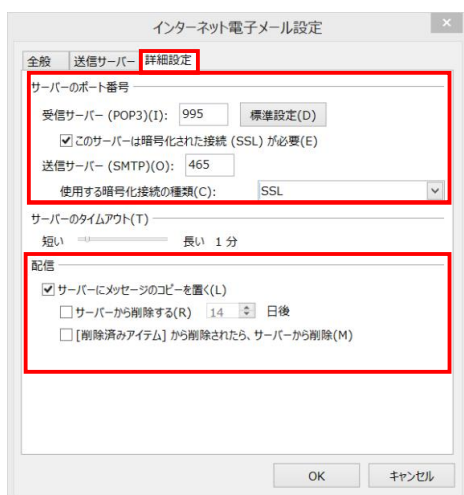 インターネット電子メール設定
全般 送信サーバー 詳細設定
サーバーのポート番号
受信サーバー (POP3)(I): 995 標準設定(D)
このサーバーは暗号化された接続 (SSL) が必要(E)
送信サーバー (SMTP)(O): 465
使用する暗号化接続の種類(C): SSL
サーバーのタイムアウト(T)
短い 長い 1 分
配信
サーバーにメッセージのコピーを置く(L)
サーバーから削除する(R) 14 日後
[削除済みアイテム] から削除されたら、サーバーから削除(M)
OK キャンセル